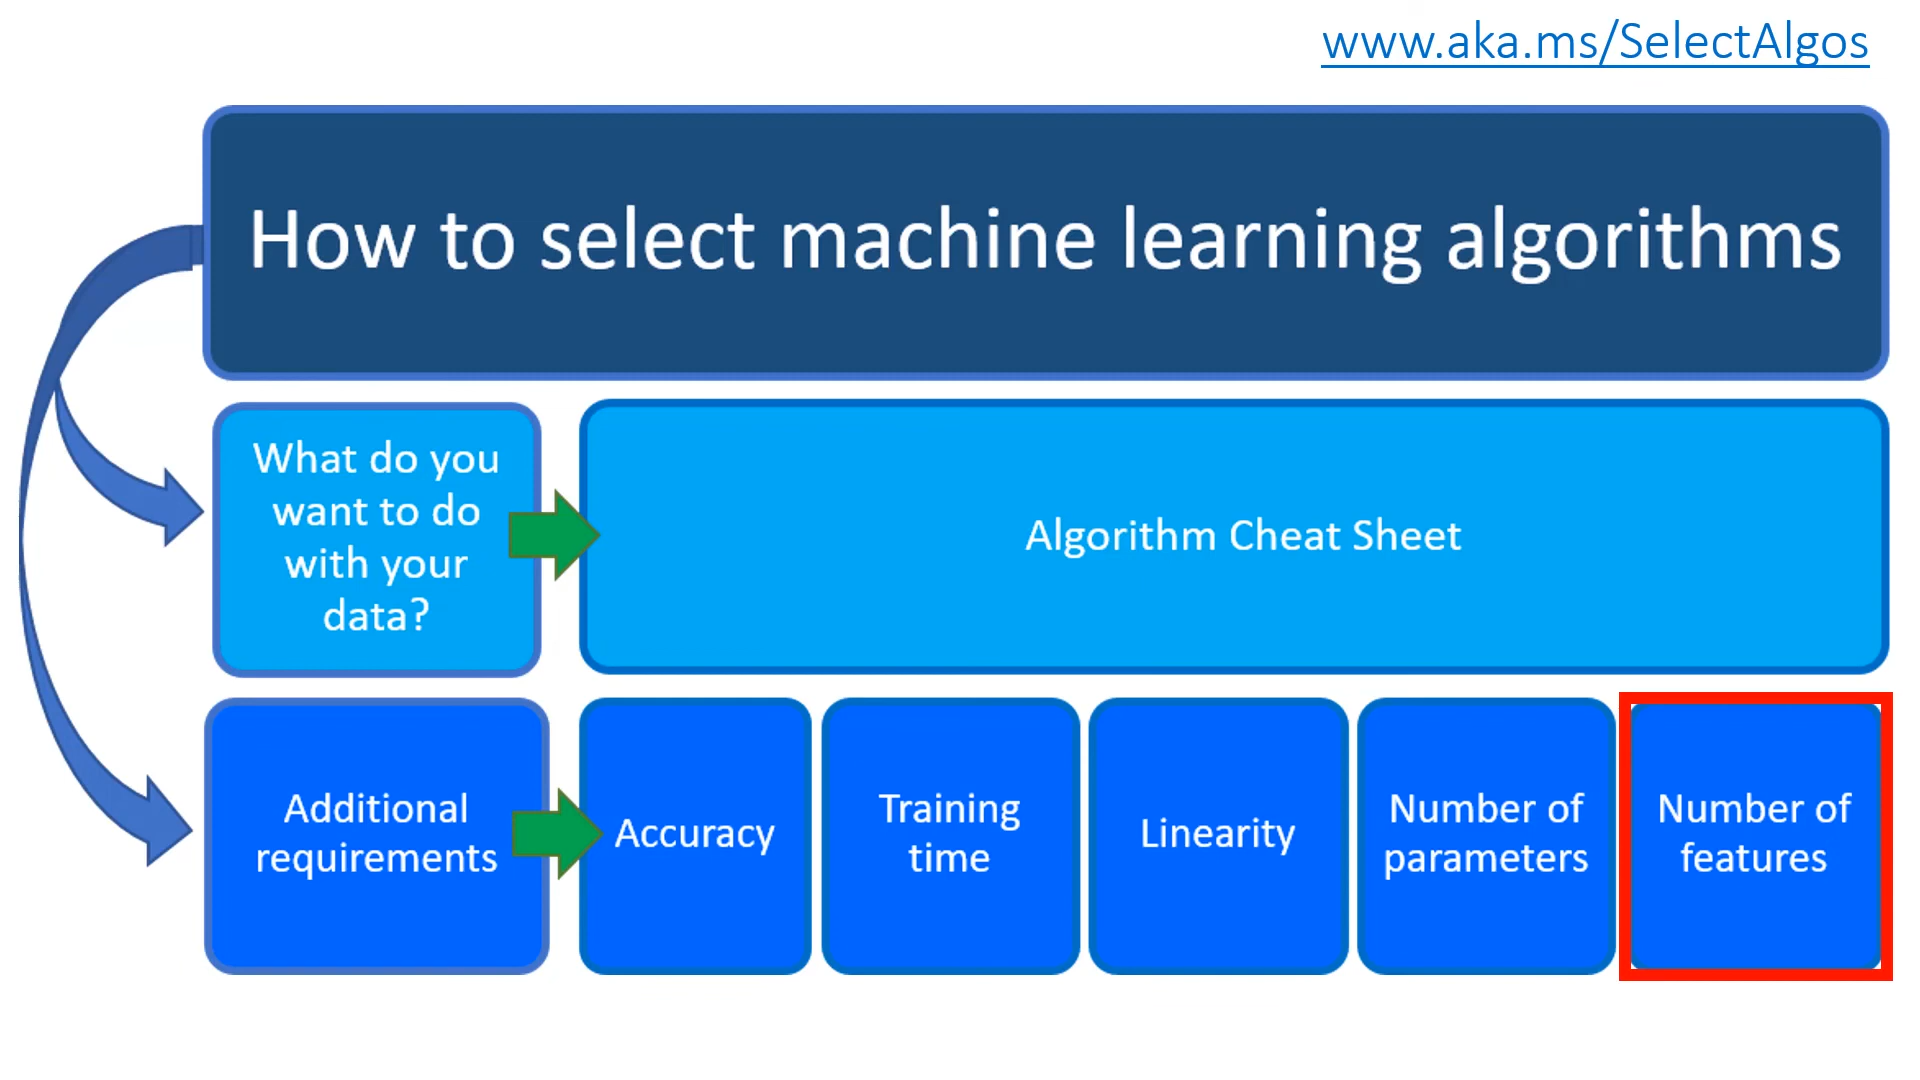 www.aka.ms/SelectAlgos
How to select machine learning algorithms
What do you
want to do
with your
data?
Algorithm Cheat Sheet
Additional
requirements
Accuracy
Training
time
Linearity
Number of
parameters
Number of
features